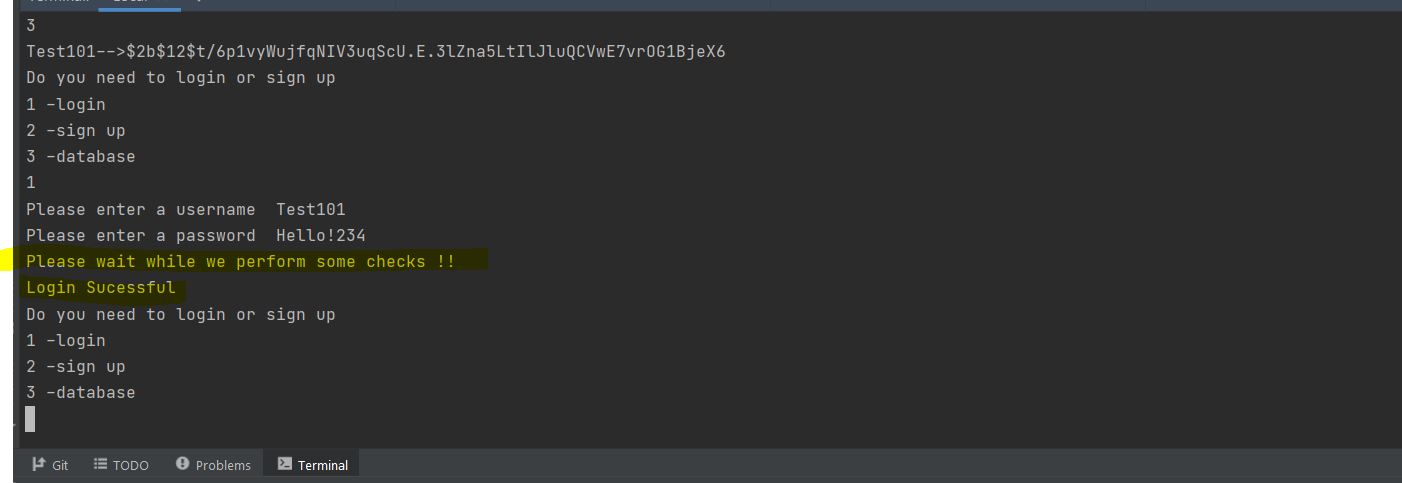 3
Test101-->$2b$12$t/6p1vyWujfqNIV3uqScU.E.3lZna5LtIlJluQCVwE7vrOG1BjeX6
Do you need to login or sign up
1 -login
2 -sign up
3 -database
1
Please enter a username  Test101
Please enter a password  Hello!234
Please wait while we perform some checks !!
Login Sucessful
Do you need to login or sign up
1 -login
2 -sign up
3 -database
Git TODO Problems Terminal